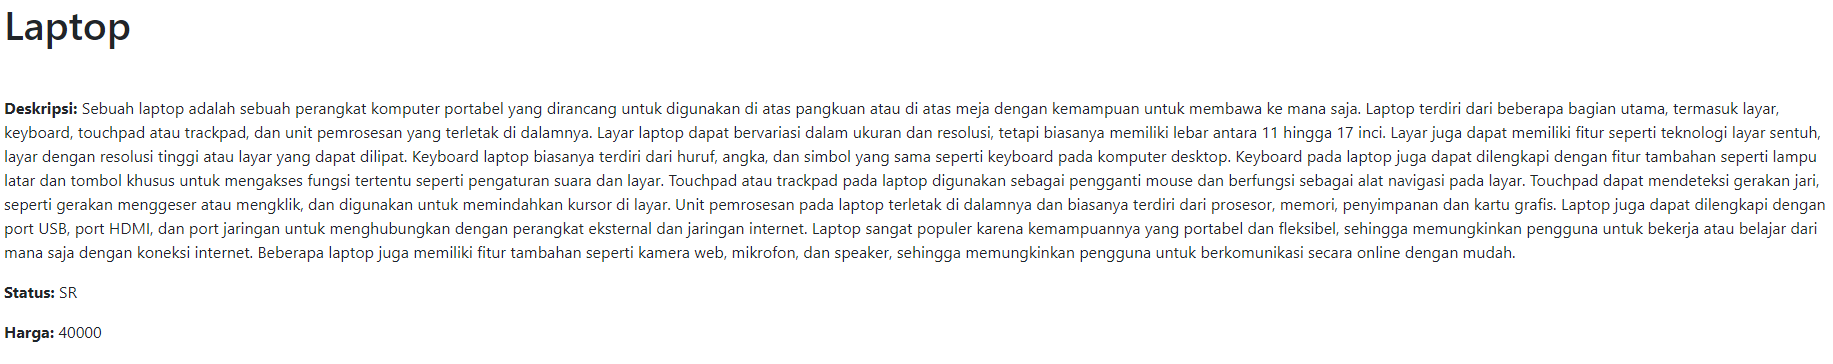 Laptop
Deskripsi: Sebuah laptop adalah sebuah perangkat komputer portabel yang dirancang untuk digunakan di atas pangkuan atau di atas meja dengan kemampuan untuk membawa ke mana saja. Laptop terdiri dari beberapa bagian utama, termasuk layar,
keyboard, touchpad atau trackpad, dan unit pemrosesan yang terletak di dalamnya. Layar laptop dapat bervariasi dalam ukuran dan resolusi, tetapi biasanya memiliki lebar antara 11 hingga 17 inci. Layar juga dapat memiliki fitur seperti teknologi layar sentuh,
layar dengan resolusi tinggi atau layar yang dapat dilipat. Keyboard laptop biasanya terdiri dari huruf, angka, dan simbol yang sama seperti keyboard pada komputer desktop. Keyboard pada laptop juga dapat dilengkapi dengan fitur tambahan seperti lampu
latar dan tombol khusus untuk mengakses fungsi tertentu seperti pengaturan suara dan layar. Touchpad atau trackpad pada laptop digunakan sebagai pengganti mouse dan berfungsi sebagai alat navigasi pada layar. Touchpad dapat mendeteksi gerakan jari,
seperti gerakan menggeser atau mengklik, dan digunakan untuk memindahkan kursor di layar. Unit pemrosesan pada laptop terletak di dalamnya dan biasanya terdiri dari prosesor, memori, penyimpanan dan kartu grafis. Laptop juga dapat dilengkapi dengan
port USB, port HDMI, dan port jaringan untuk menghubungkan dengan perangkat eksternal dan jaringan internet. Laptop sangat populer karena kemampuannya yang portabel dan fleksibel, sehingga memungkinkan pengguna untuk bekerja atau belajar dari
mana saja dengan koneksi internet. Beberapa laptop juga memiliki fitur tambahan seperti kamera web, mikrofon, dan speaker, sehingga memungkinkan pengguna untuk berkomunikasi secara online dengan mudah.
Status: SR
Harga: 40000